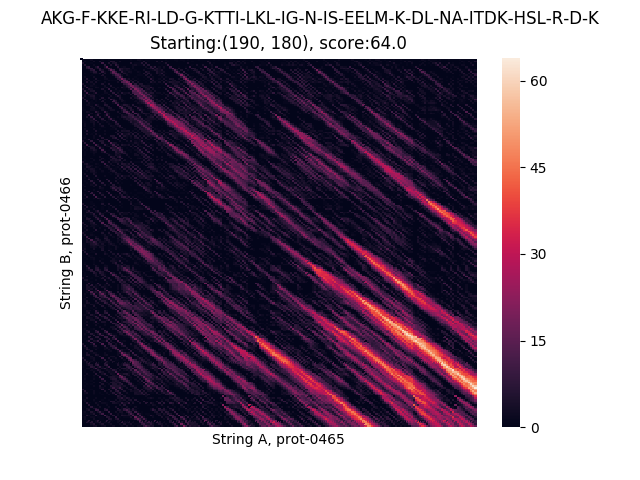 AKG-F-KKE-RI-LD-G-KTTI-LKL-IG-N-IS-EELM-K-DL-NA-ITDK-HSL-R-D-K
Starting:(190, 180), score:64.0
60
45
30
15
0
String B, prot-0466
String A, prot-0465